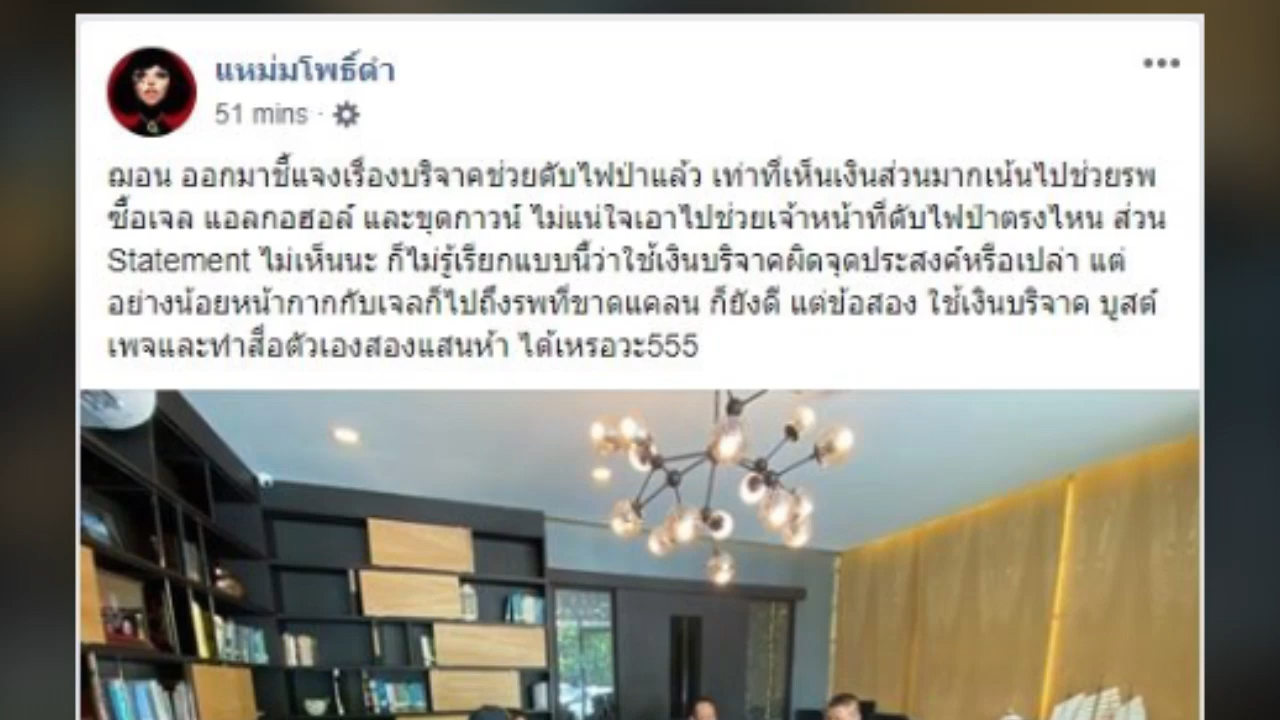 แหม่มโพธิ์ดำ
51 mins ·
ฌอน ออกมาชี้แจงเรื่องบริจาคช่วยดับไฟป่าแล้ว เท่าที่เห็นเงินส่วนมากเน้นไปช่วยรพ
ซื้อเจล แอลกอฮอล์ และชุดกาวน์ ไม่แน่ใจเอาไปช่วยเจ้าหน้าที่ดับไฟป่าตรงไหน ส่วน
Statement ไม่เห็นนะ ก็ไม่รู้เรียกแบบนี้ว่าใช้เงินบริจาคผิดจุดประสงค์หรือเปล่า แต่
อย่างน้อยหน้ากากกับเจลก็ไปถึงรพที่ขาดแคลน ก็ยังดี แต่ข้อสอง ใช้เงินบริจาค บูสต์
เพจและทำสื่อตัวเองสองแสนห้า ได้เหรอวะ555